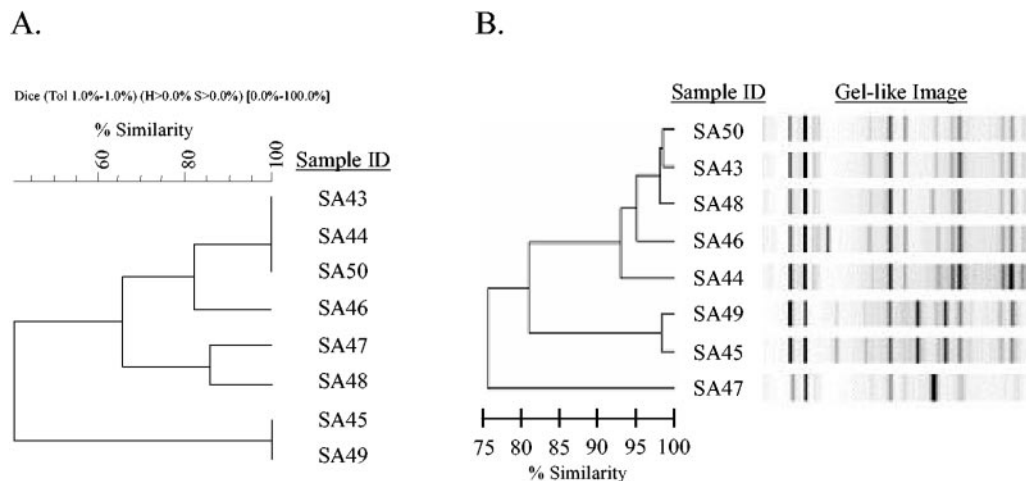 A.
Dice (Tol 1.0%-1.0%) (H>0.0% S>0.0%) [0.0%-100.0%]
% Similarity
60 80 100
Sample ID
SA43
SA44
SA50
SA46
SA47
SA48
SA45
SA49
B.
Sample ID Gel-like Image
SA50
SA43
SA48
SA46
SA44
SA49
SA45
SA47
75 80 85 90 95 100
% Similarity